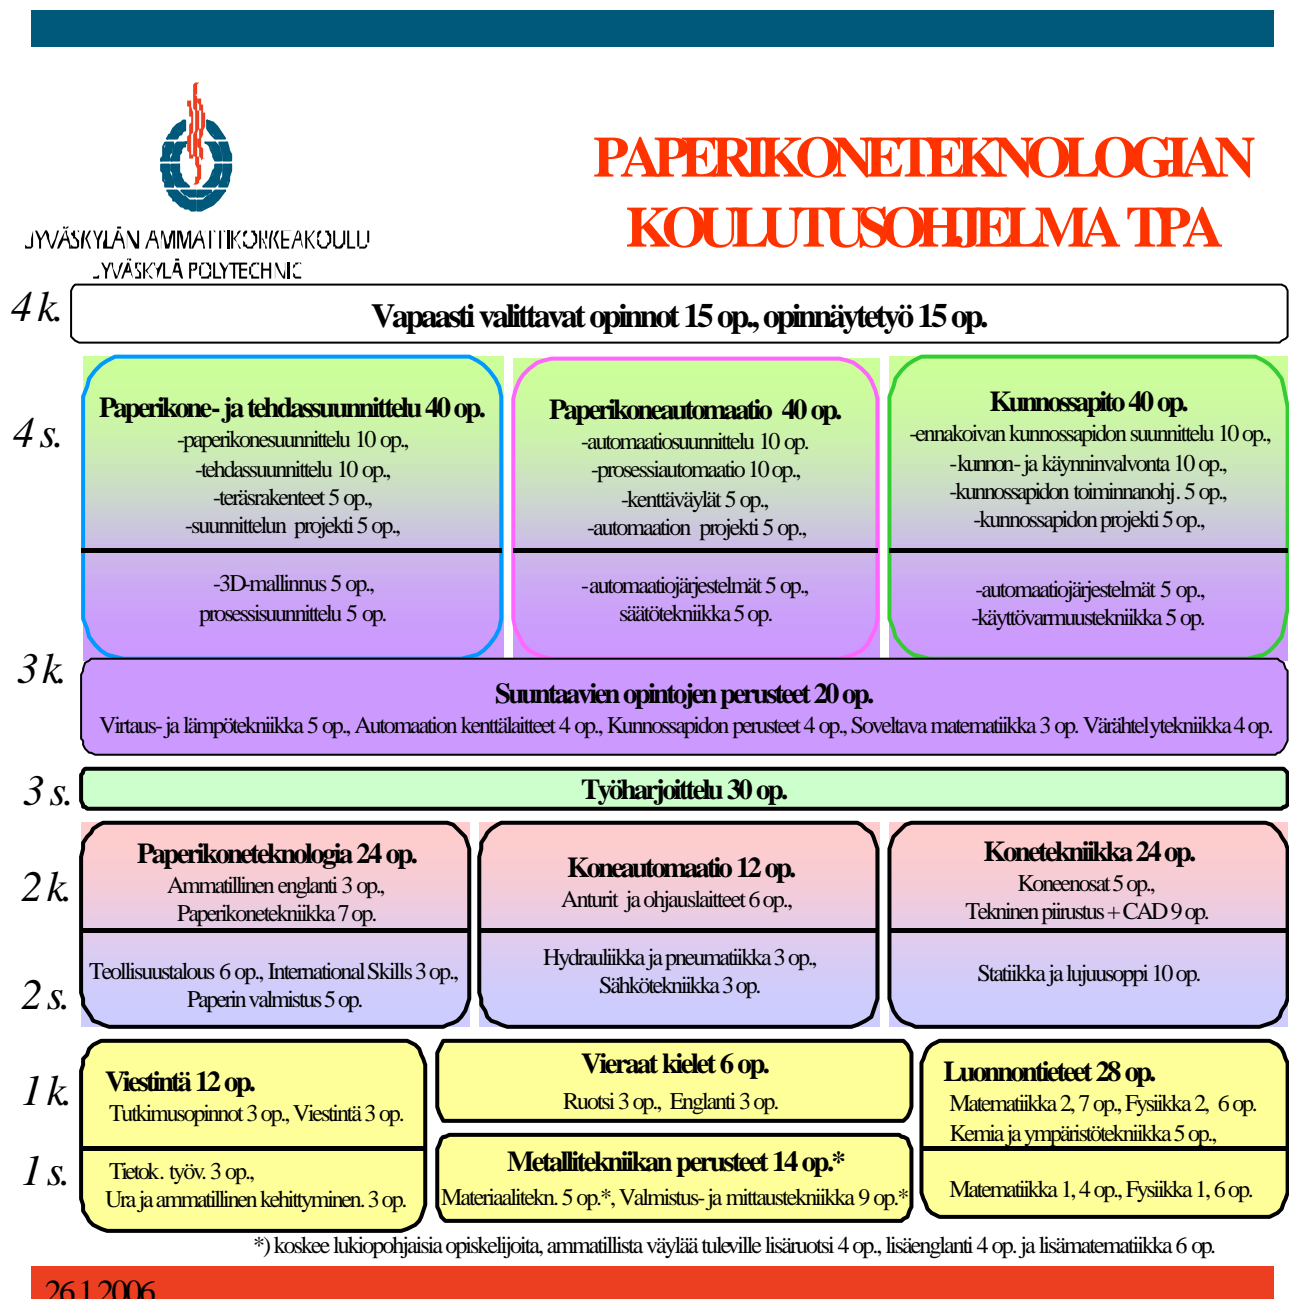 JYVÄSKYLÄN AMMATTIKORKEAKOULU
JYVÄSKYLÄ POLYTECHNIC
PAPERIKONETEKNOLOGIAN
KOULUTUSOHJELMA TPA
4 k.
Vapaasti valittavat opinnot 15 op., opinnäytetyö 15 op.
4 s.
Paperikone- ja tehdassuunnittelu 40 op.
-paperikonesuunnittelu 10 op.,
-tehdassuunnittelu 10 op.,
-teräsrakenteet 5 op.,
-suunnittelun projekti 5 op.,
-3D-mallinnus 5 op.,
prosessisuunnittelu 5 op.
Paperikoneautomaatio 40 op.
-automaatiosuunnittelu 10 op.
-prosessiautomaatio 10 op.,
-kenttäväylät 5 op.,
-automaation projekti 5 op.,
-automaatiojärjestelmät 5 op.,
säätötekniikka 5 op.
Kunnossapito 40 op.
-ennakoivan kunnossapidon suunnittelu 10 op.,
-kunnon- ja käynninvalvonta 10 op.,
-kunnossapidon toiminnanohj. 5 op.,
-kunnossapidon projekti 5 op.,
-automaatiojärjestelmät 5 op.,
-käyttövarmuustekniikka 5 op.
3 k.
Suuntaavien opintojen perusteet 20 op.
Virtaus- ja lämpötekniikka 5 op., Automaation kenttälaitteet 4 op., Kunnossapidon perusteet 4 op., Soveltava matematiikka 3 op. Värähtelytekniikka 4 op.
3 s.
Työharjoittelu 30 op.
2 k.
Paperikoneteknologia 24 op.
Ammatillinen englanti 3 op.,
Paperikonetekniikka 7 op.
2 s.
Teollisuustalous 6 op., International Skills 3 op.,
Paperin valmistus 5 op.
Koneautomaatio 12 op.
Anturit ja ohjauslaitteet 6 op.,
Hydrauliikka ja pneumatiikka 3 op.,
Sähkötekniikka 3 op.
Konetekniikka 24 op.
Koneenosat 5 op.,
Tekninen piirustus + CAD 9 op.
Statiikka ja lujuusoppi 10 op.
1 k.
Viestintä 12 op.
Tutkimusopinnot 3 op., Viestintä 3 op.
1 s.
Tietok. työv. 3 op.,
Ura ja ammatillinen kehittyminen. 3 op.
Vieraat kielet 6 op.
Ruotsi 3 op., Englanti 3 op.
Metallitekniikan perusteet 14 op.*
Materiaalitekn. 5 op.*, Valmistus- ja mittaustekniikka 9 op.*
Luonnontieteet 28 op.
Matematiikka 2, 7 op., Fysiikka 2, 6 op.
Kemia ja ympäristötekniikka 5 op.,
Matematiikka 1, 4 op., Fysiikka 1, 6 op.
*) koskee lukiopohjaisia opiskelijoita, ammatillista väylää tuleville lisäruotsi 4 op., lisäenglanti 4 op. ja lisämatematiikka 6 op.
26.1.2006